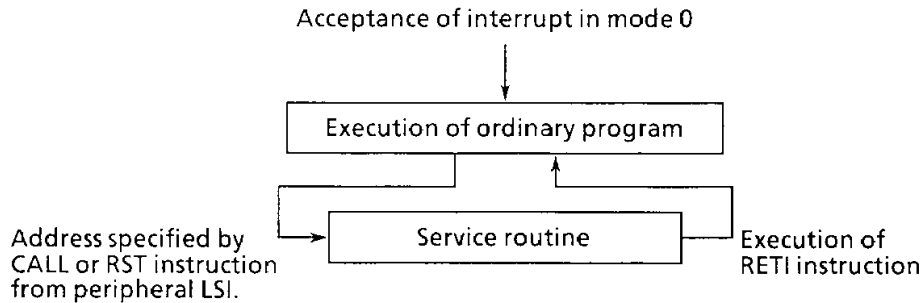 Acceptance of interrupt in mode 0
Execution of ordinary program
Service routine
Address specified by
CALL or RST instruction
from peripheral LSI.
Execution of
RETI instruction